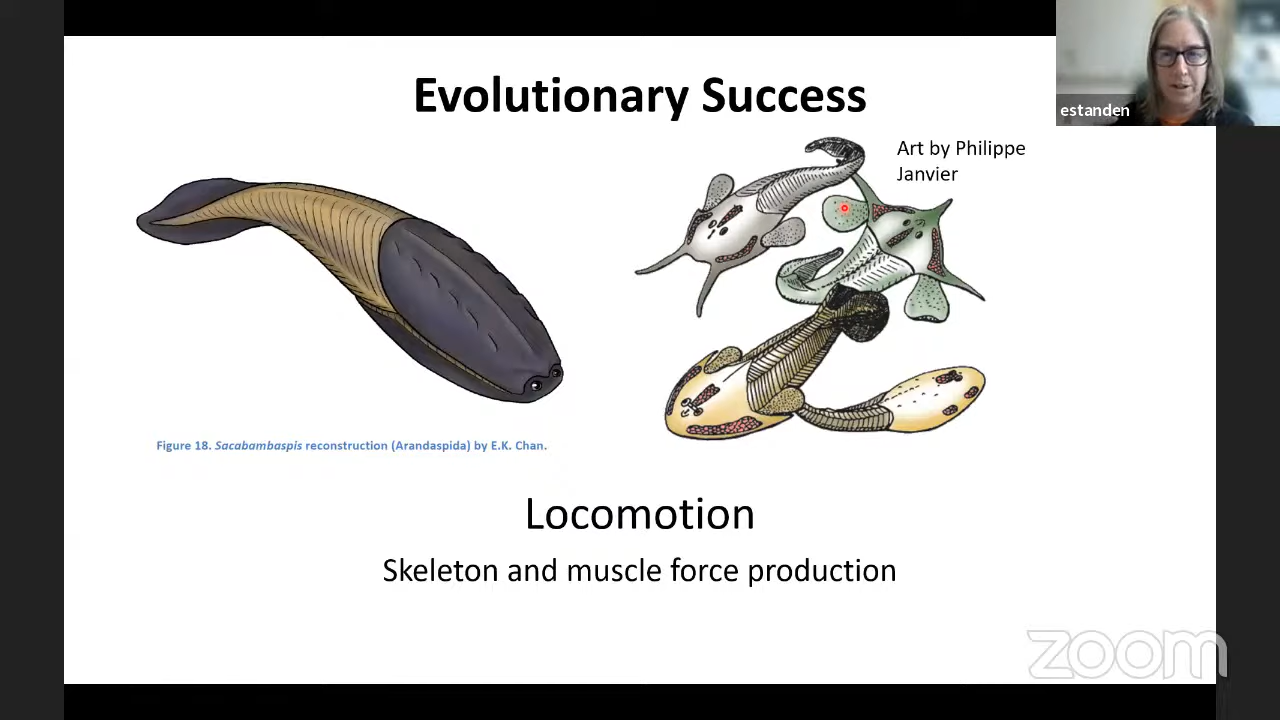 Evolutionary Success
Art by Philippe
Janvier
estanden
Figure 18. Sacabambaspis reconstruction (Arandaspida) by E.K. Chan.
Locomotion
Skeleton and muscle force production
zoom